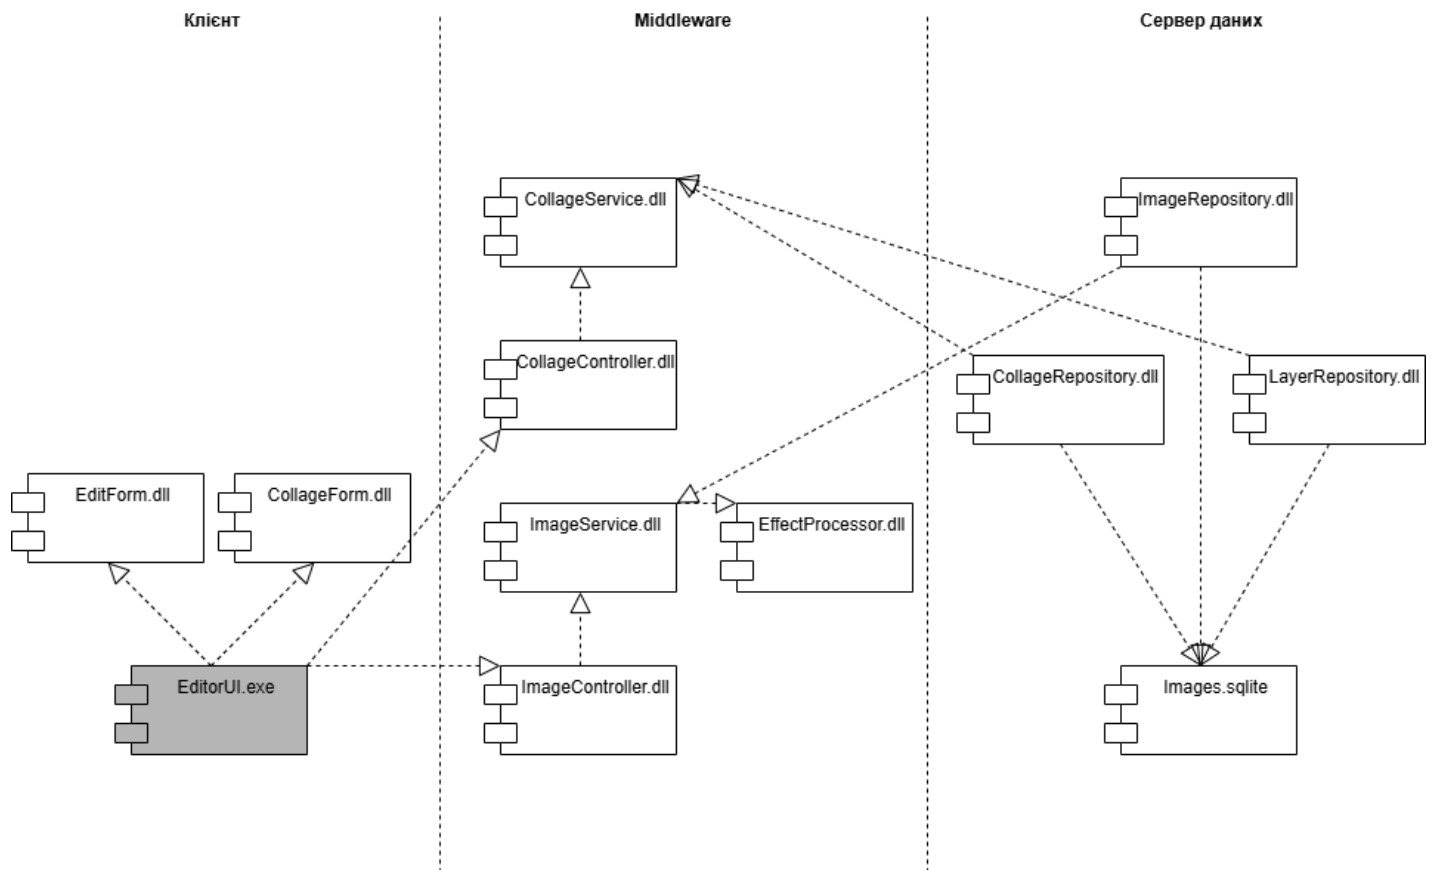 Клієнт
Middleware
Сервер даних
CollageService.dll
ImageRepository.dll
CollageController.dll
CollageRepository.dll
LayerRepository.dll
EditForm.dll
CollageForm.dll
ImageService.dll
EffectProcessor.dll
EditorUI.exe
ImageController.dll
Images.sqlite